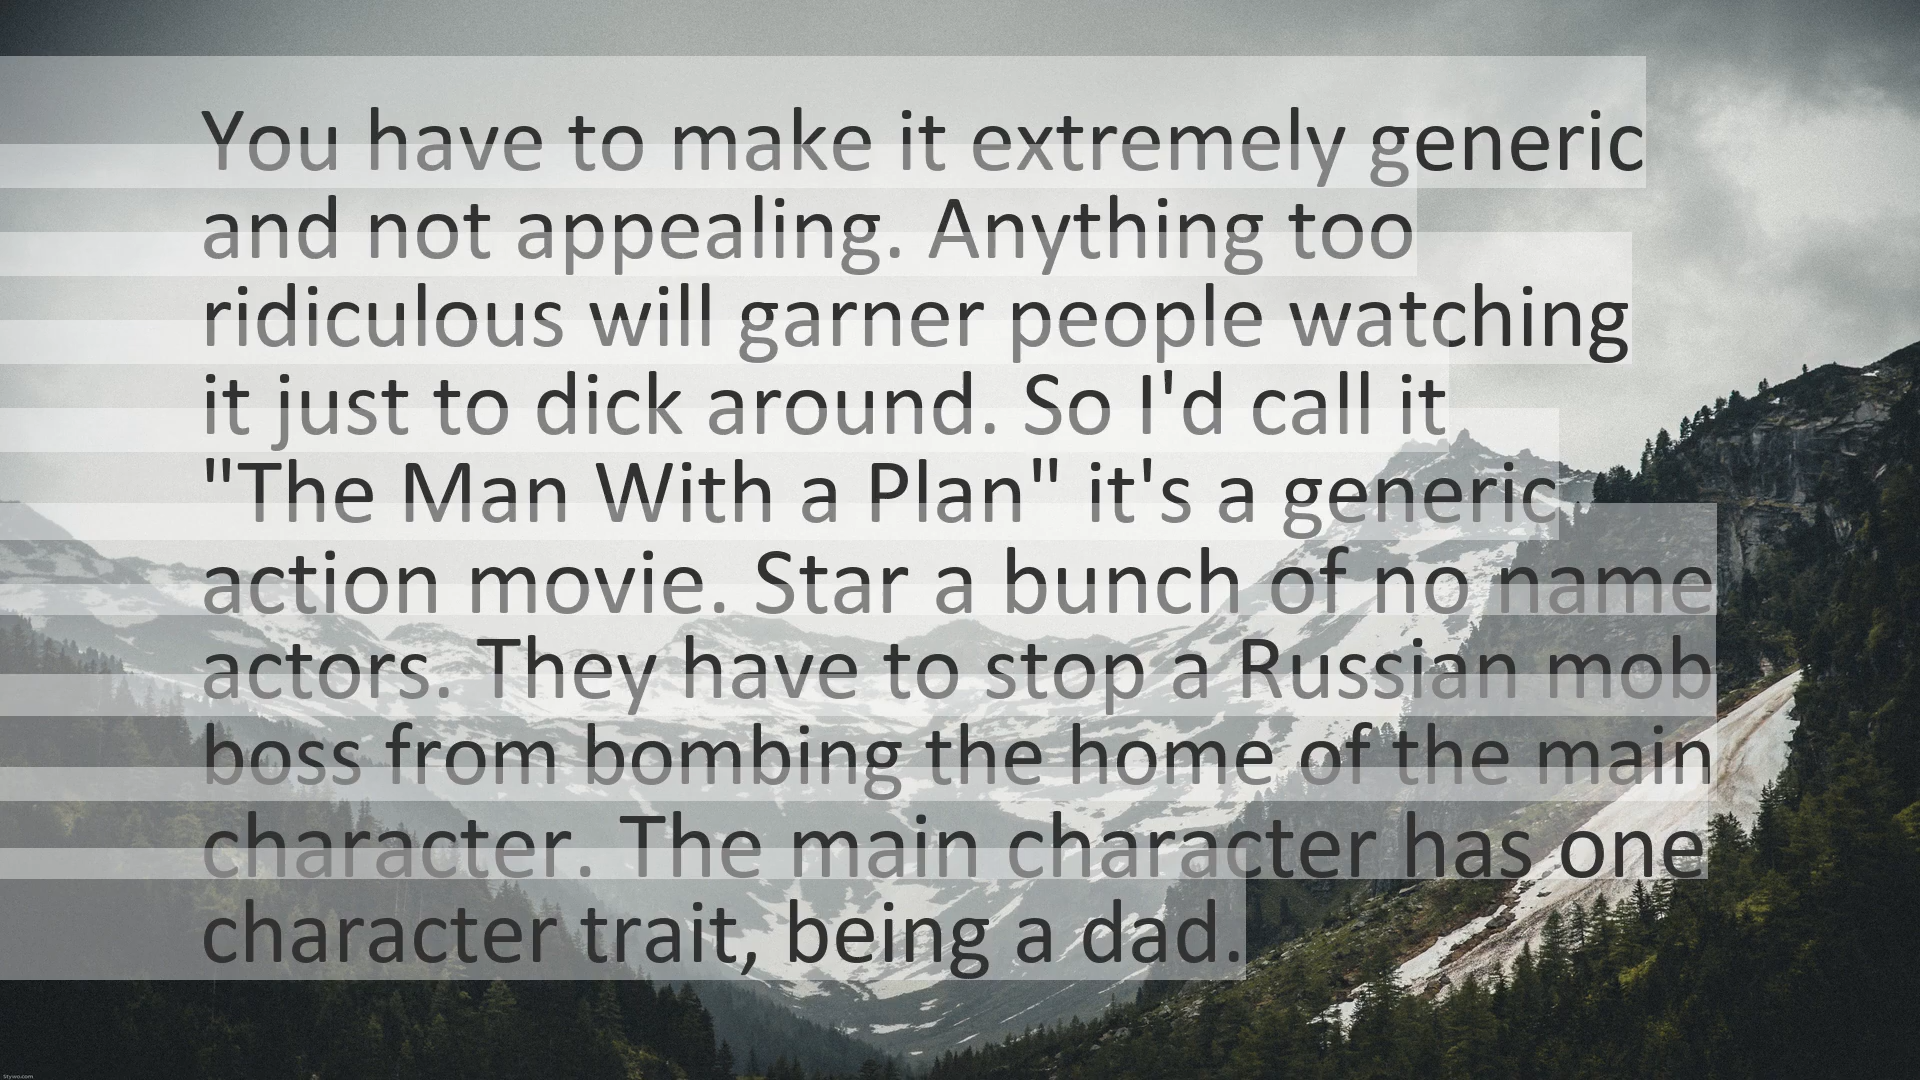 You have to make it extremely generic
and not appealing. Anything too
ridiculous will garner people watching
it just to dick around. So I'd call it
"The Man With a Plan" it's a generic
action movie. Star a bunch of no name
actors. They have to stop a Russian mob
boss from bombing the home of the main
character. The main character has one
character trait, being a dad.
Stywo.com